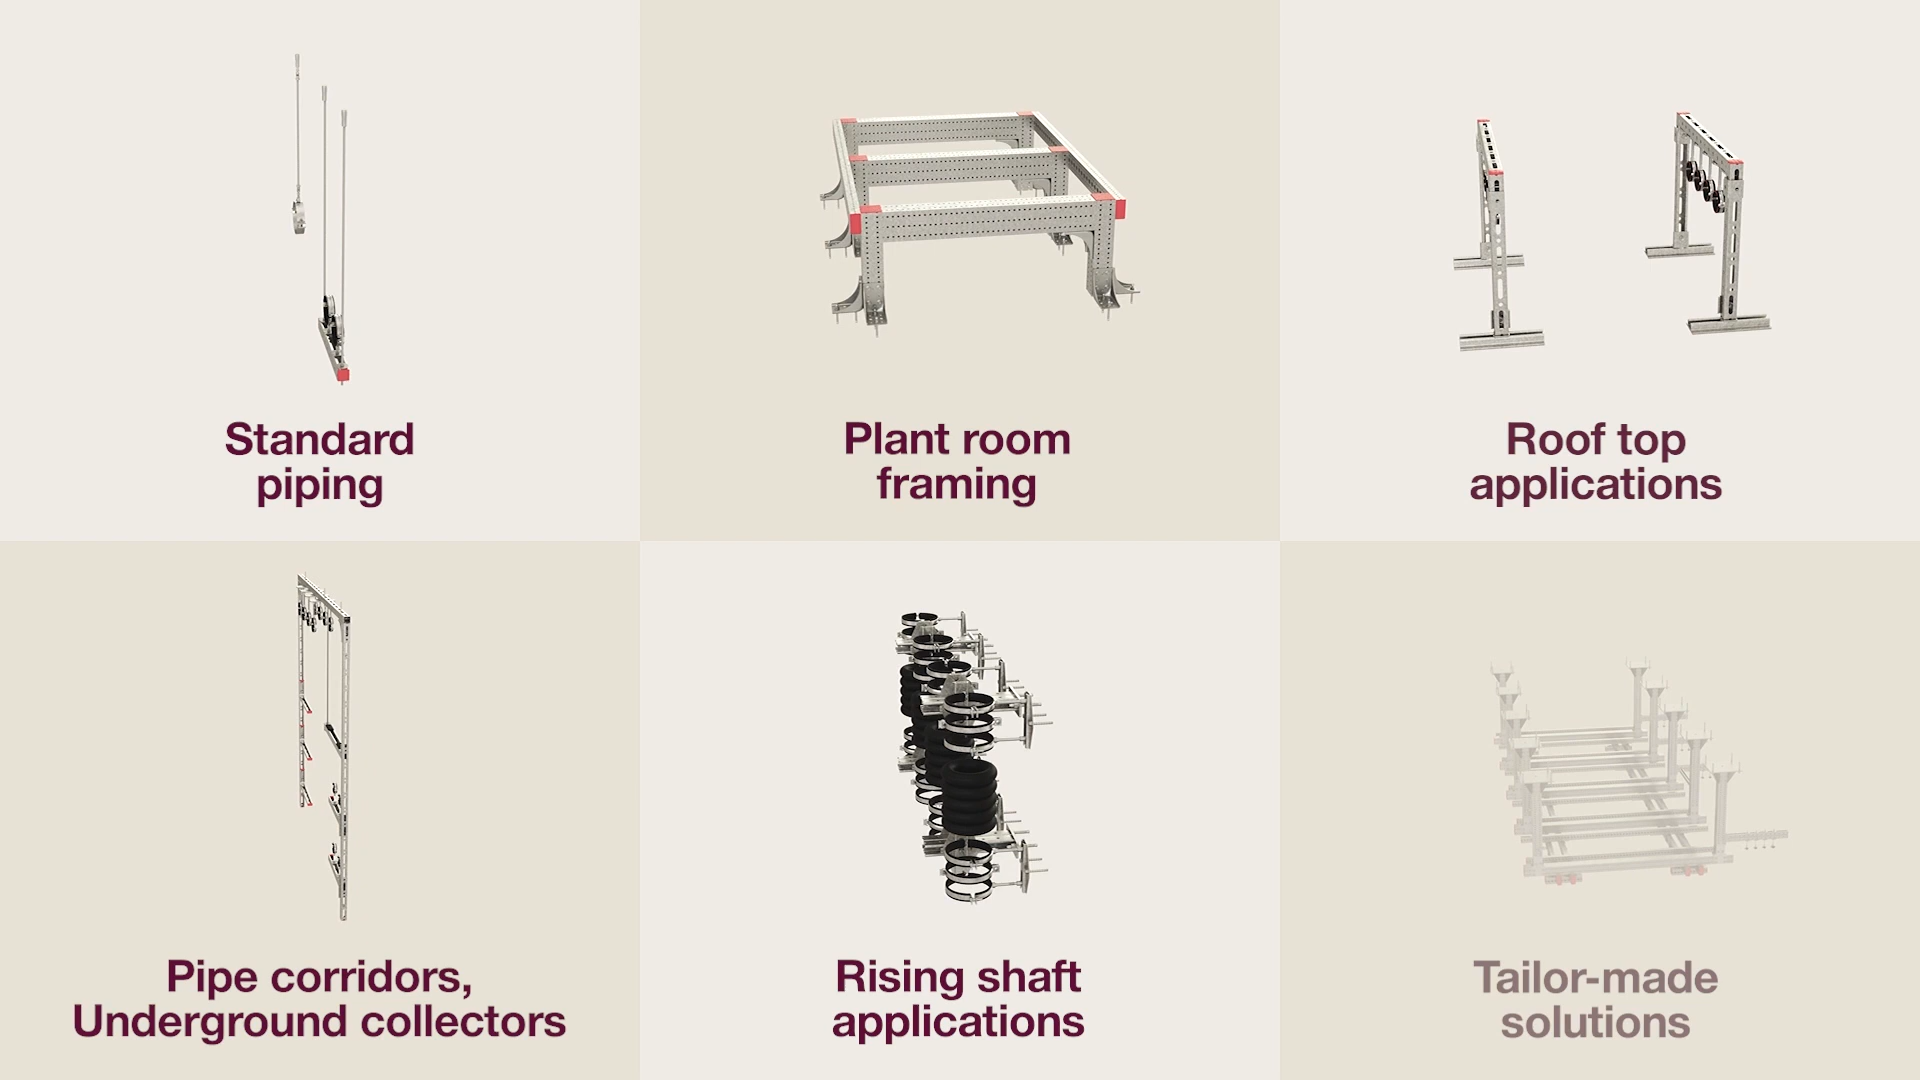 Standard
piping
Plant room
framing
Roof top
applications
Pipe corridors,
Underground collectors
Rising shaft
applications
Tailor-made
solutions